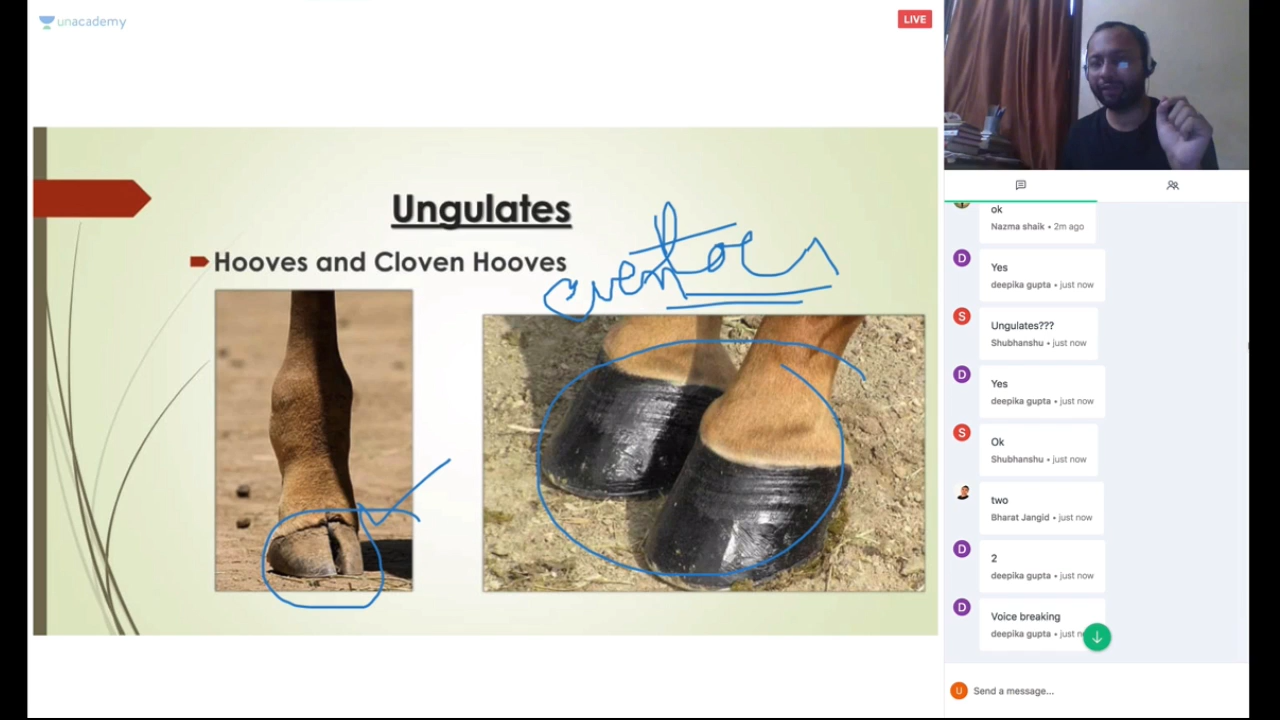 unacademy
LIVE
Ungulates
Hooves and Cloven Hooves
even toes
ok
Nazma shaik • 2m ago
D
Yes
deepika gupta • just now
S
Ungulates???
Shubhanshu • just now
D
Yes
deepika gupta • just now
S
Ok
Shubhanshu • just now
two
Bharat Jangid • just now
D
2
deepika gupta • just now
D
Voice breaking
deepika gupta • just n
U
Send a message...